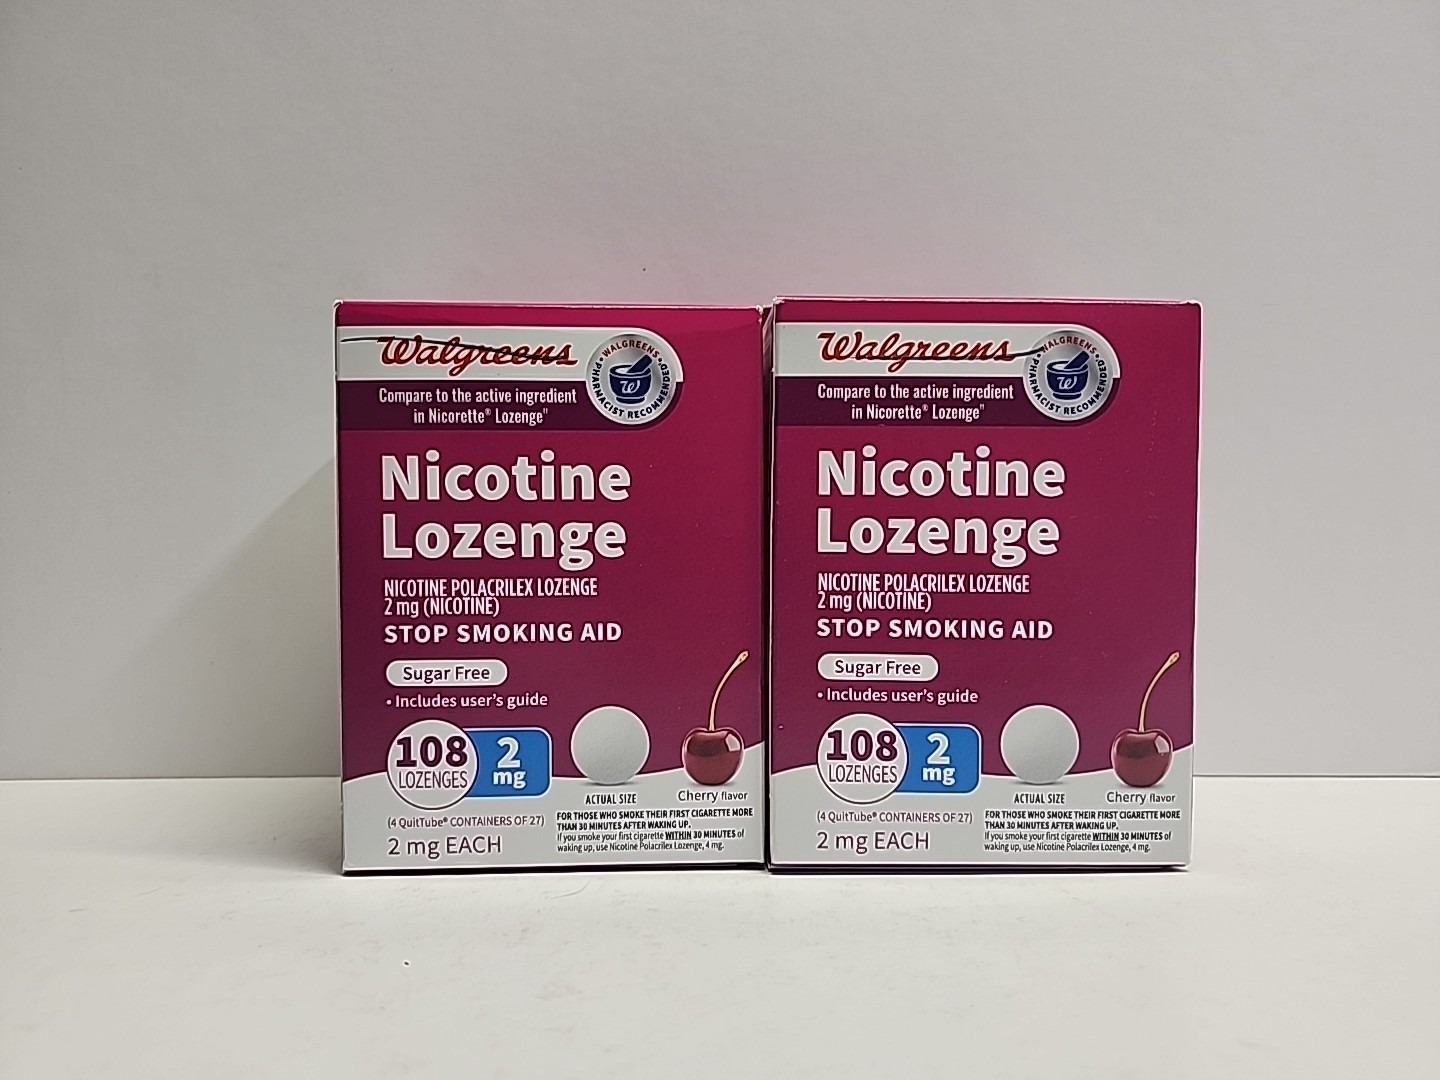 Walgreens
WALGREENS
PHARMACIST RECOMMENDED
W
Compare to the active ingredient
in Nicorette® Lozenge"
Nicotine
Lozenge
NICOTINE POLACRILEX LOZENGE
2 mg (NICOTINE)
STOP SMOKING AID
Sugar Free
• Includes user's guide
108
LOZENGES
2
mg
ACTUAL SIZE
Cherry flavor
(4 QuitTube® CONTAINERS OF 27)
2 mg EACH
FOR THOSE WHO SMOKE THEIR FIRST CIGARETTE MORE
THAN 30 MINUTES AFTER WAKING UP.
If you smoke your first cigarette WITHIN 30 MINUTES of
waking up, use Nicotine Polacrilex Lozenge, 4 mg.
Walgreens
WALGREENS
PHARMACIST RECOMMENDED
W
Compare to the active ingredient
in Nicorette® Lozenge"
Nicotine
Lozenge
NICOTINE POLACRILEX LOZENGE
2 mg (NICOTINE)
STOP SMOKING AID
Sugar Free
• Includes user's guide
108
LOZENGES
2
mg
ACTUAL SIZE
Cherry flavor
(4 QuitTube® CONTAINERS OF 27)
2 mg EACH
FOR THOSE WHO SMOKE THEIR FIRST CIGARETTE MORE
THAN 30 MINUTES AFTER WAKING UP.
If you smoke your first cigarette WITHIN 30 MINUTES of
waking up, use Nicotine Polacrilex Lozenge, 4 mg.